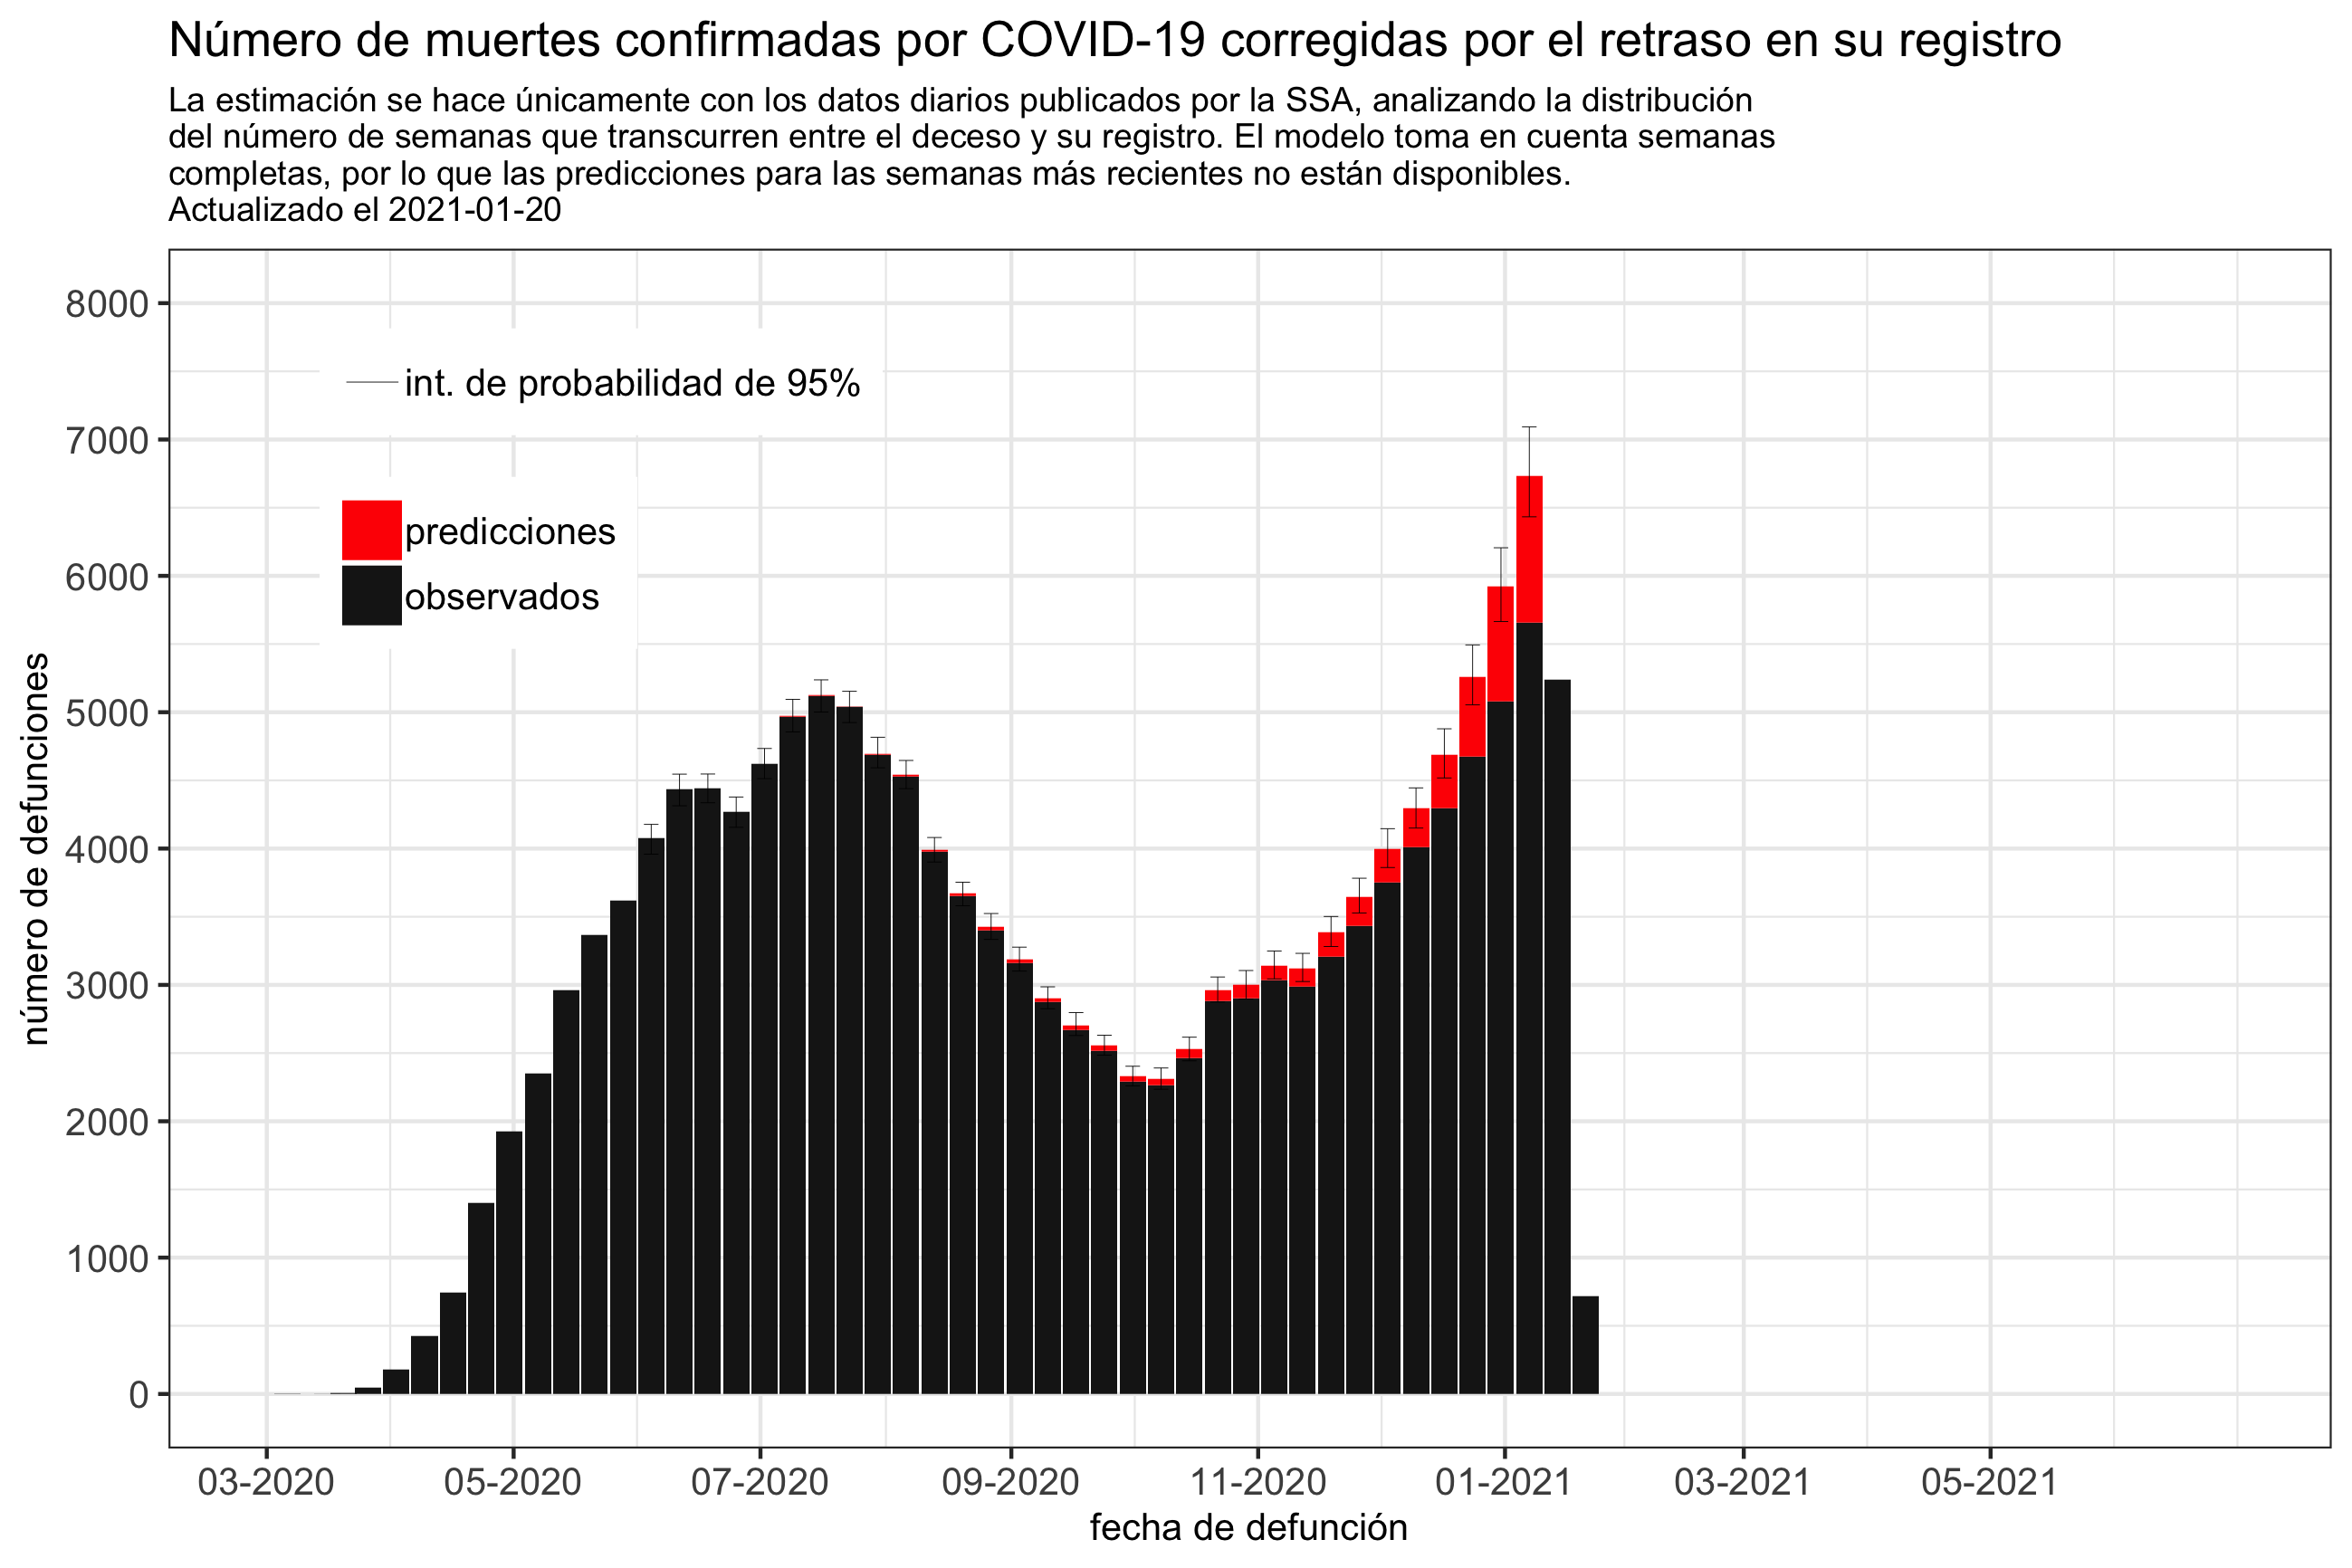 Número de muertes confirmadas por COVID-19 corregidas por el retraso en su registro
La estimación se hace únicamente con los datos diarios publicados por la SSA, analizando la distribución
del número de semanas que transcurren entre el deceso y su registro. El modelo toma en cuenta semanas
completas, por lo que las predicciones para las semanas más recientes no están disponibles.
Actualizado el 2021-01-20
8000
7000
6000
5000
4000
3000
2000
1000
0
número de defunciones
int. de probabilidad de 95%
predicciones
observados
03-2020
05-2020
07-2020
09-2020
11-2020
01-2021
03-2021
05-2021
fecha de defunción